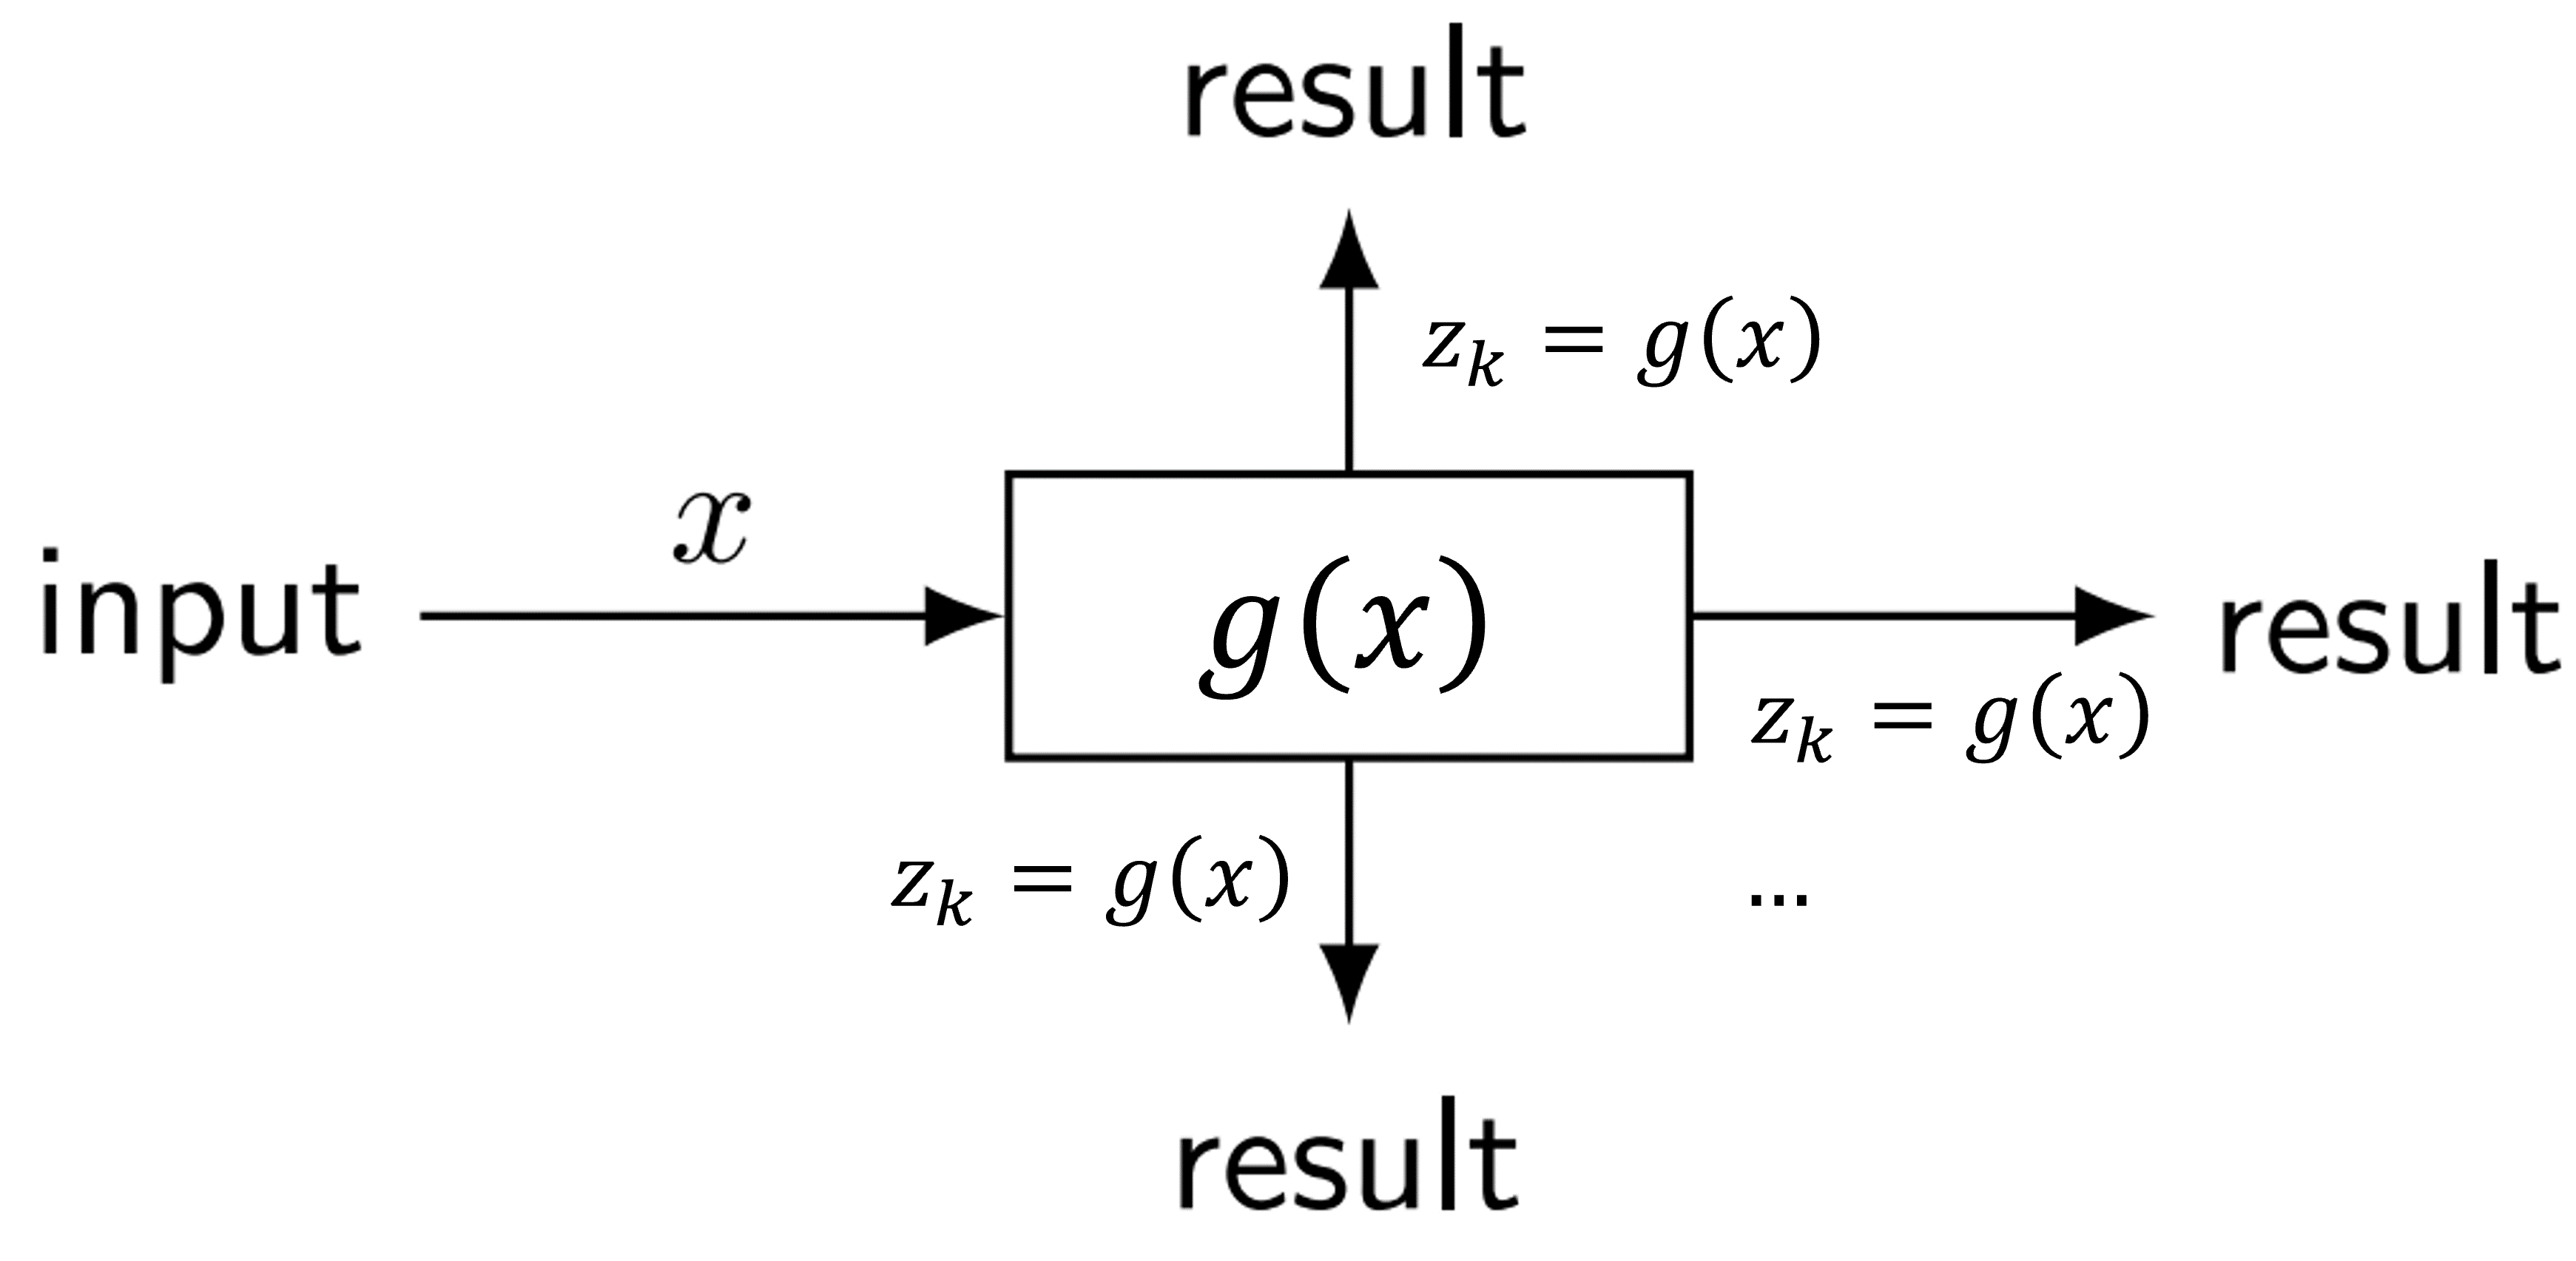 result
z_k = g(x)
x
input
g(x)
result
z_k = g(x)
z_k = g(x)
...
result